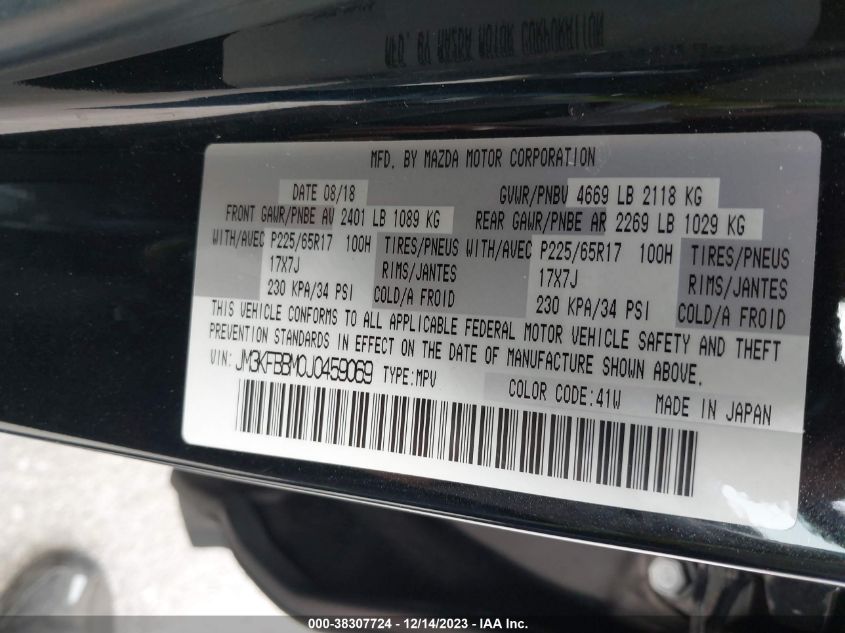 MFD. BY MAZDA MOTOR CORPORATION
MFD. BY MAZDA MOTOR CORPORATION
DATE 08/18 GVWR/PNBV 4669 LB 2118 KG
FRONT GAWR/PNBE AV 2401 LB 1089 KG REAR GAWR/PNBE AR 2269 LB 1029 KG
WITH/AVEC P225/65R17 100H TIRES/PNEUS WITH/AVEC P225/65R17 100H TIRES/PNEUS
17X7J RIMS/JANTES 17X7J RIMS/JANTES
230 KPA/34 PSI COLD/A FROID 230 KPA/34 PSI COLD/A FROID
THIS VEHICLE CONFORMS TO ALL APPLICABLE FEDERAL MOTOR VEHICLE SAFETY AND THEFT
PREVENTION STANDARDS IN EFFECT ON THE DATE OF MANUFACTURE SHOWN ABOVE.
VIN: JM3KFBBM0J0459069 TYPE:MPV COLOR CODE:41W MADE IN JAPAN
000-38307724 – 12/14/2023 – IAA Inc.